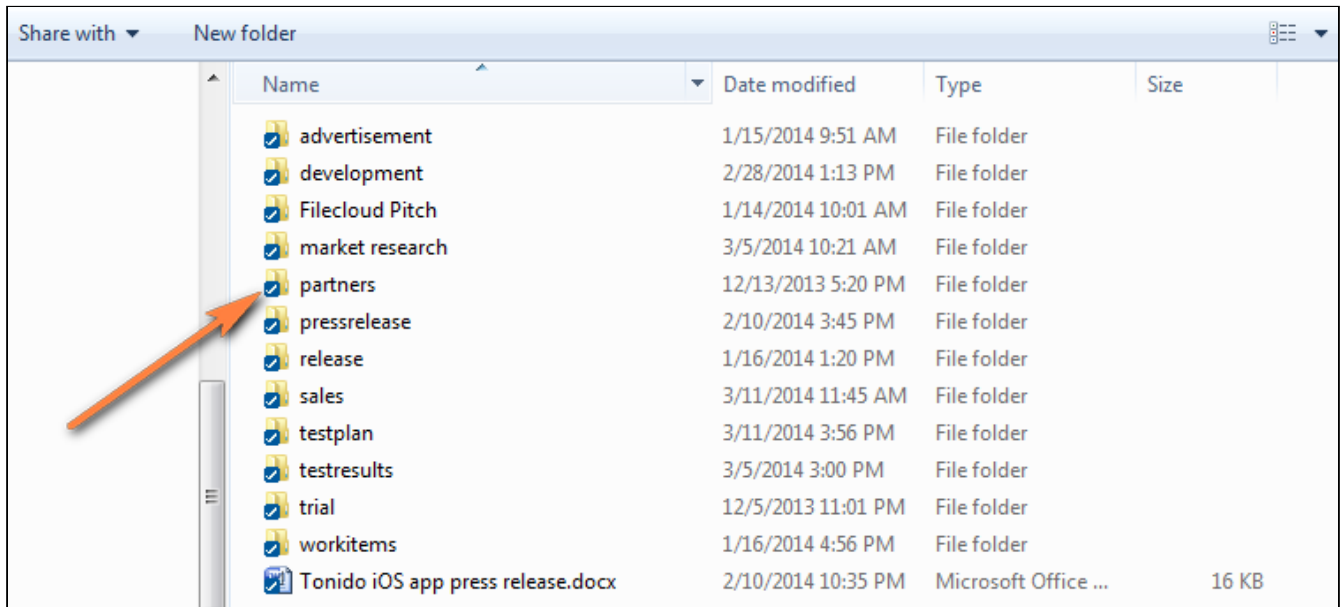 Share with New folder
Name Date modified Type Size
advertisement 1/15/2014 9:51 AM File folder
development 2/28/2014 1:13 PM File folder
Filecloud Pitch 1/14/2014 10:01 AM File folder
market research 3/5/2014 10:21 AM File folder
partners 12/13/2013 5:20 PM File folder
pressrelease 2/10/2014 3:45 PM File folder
release 1/16/2014 1:20 PM File folder
sales 3/11/2014 11:45 AM File folder
testplan 3/11/2014 3:56 PM File folder
testresults 3/5/2014 3:00 PM File folder
trial 12/5/2013 11:01 PM File folder
workitems 1/16/2014 4:56 PM File folder
Tonido iOS app press release.docx 2/10/2014 10:35 PM Microsoft Office ... 16 KB